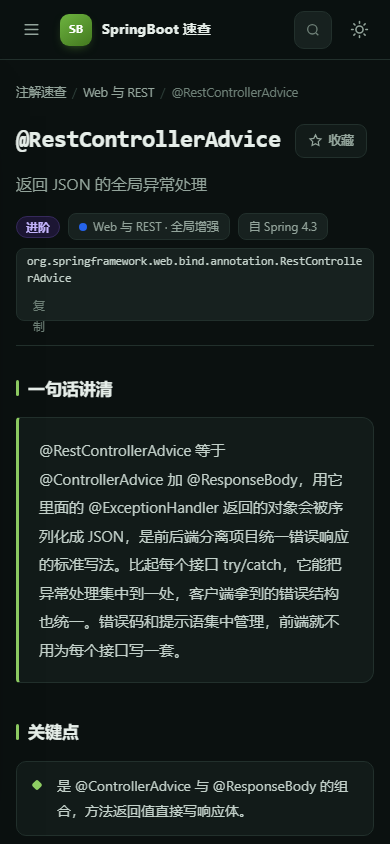 SB SpringBoot 速查
注解速查 / Web 与 REST / @RestControllerAdvice
@RestControllerAdvice
收藏
返回 JSON 的全局异常处理
进阶 Web 与 REST · 全局增强 自 Spring 4.3
org.springframework.web.bind.annotation.RestControlle
rAdvice
复
制
一句话讲清
@RestControllerAdvice 等于
@ControllerAdvice 加 @ResponseBody，用它
里面的 @ExceptionHandler 返回的对象会被序
列化成 JSON，是前后端分离项目统一错误响应
的标准写法。比起每个接口 try/catch，它能把
异常处理集中到一处，客户端拿到的错误结构
也统一。错误码和提示语集中管理，前端就不
用为每个接口写一套。
关键点
是 @ControllerAdvice 与 @ResponseBody 的组
合，方法返回值直接写响应体。